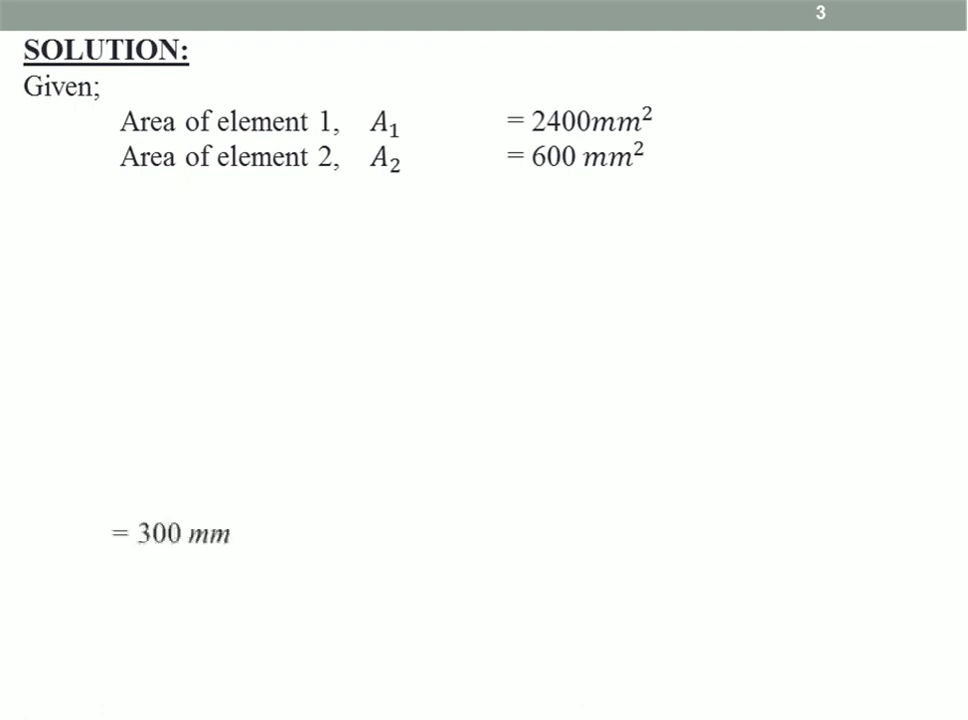 3
SOLUTION:
Given;
Area of element 1, 𝐴₁ = 2400𝑚𝑚²
Area of element 2, 𝐴₂ = 600 𝑚𝑚²
= 300 𝑚𝑚